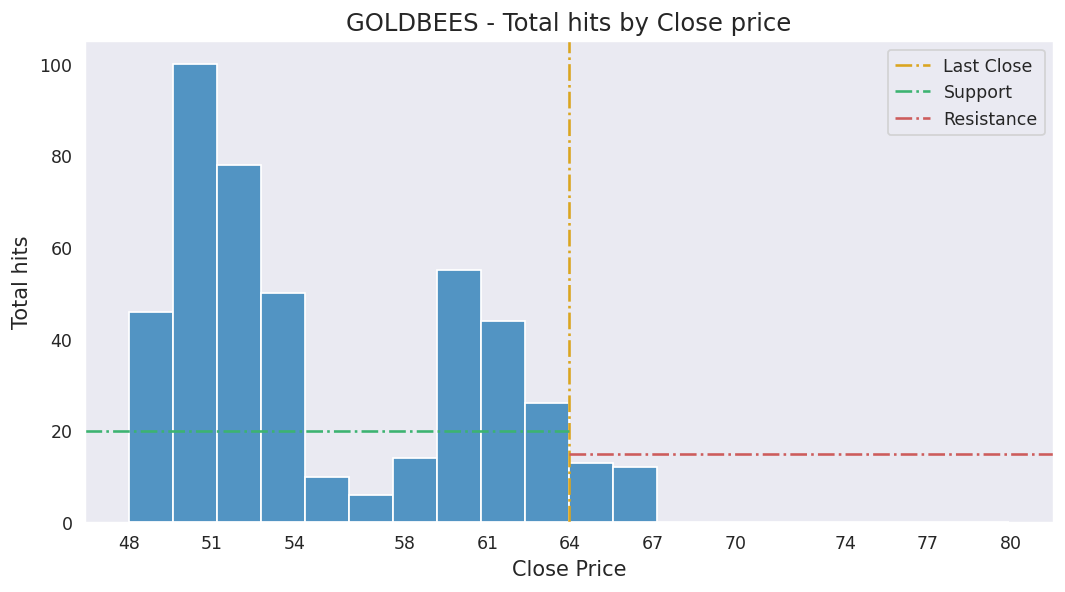 GOLDBEES - Total hits by Close price
Last Close
Support
Resistance
Total hits
100
80
60
40
20
0
48 51 54 58 61 64 67 70 74 77 80
Close Price